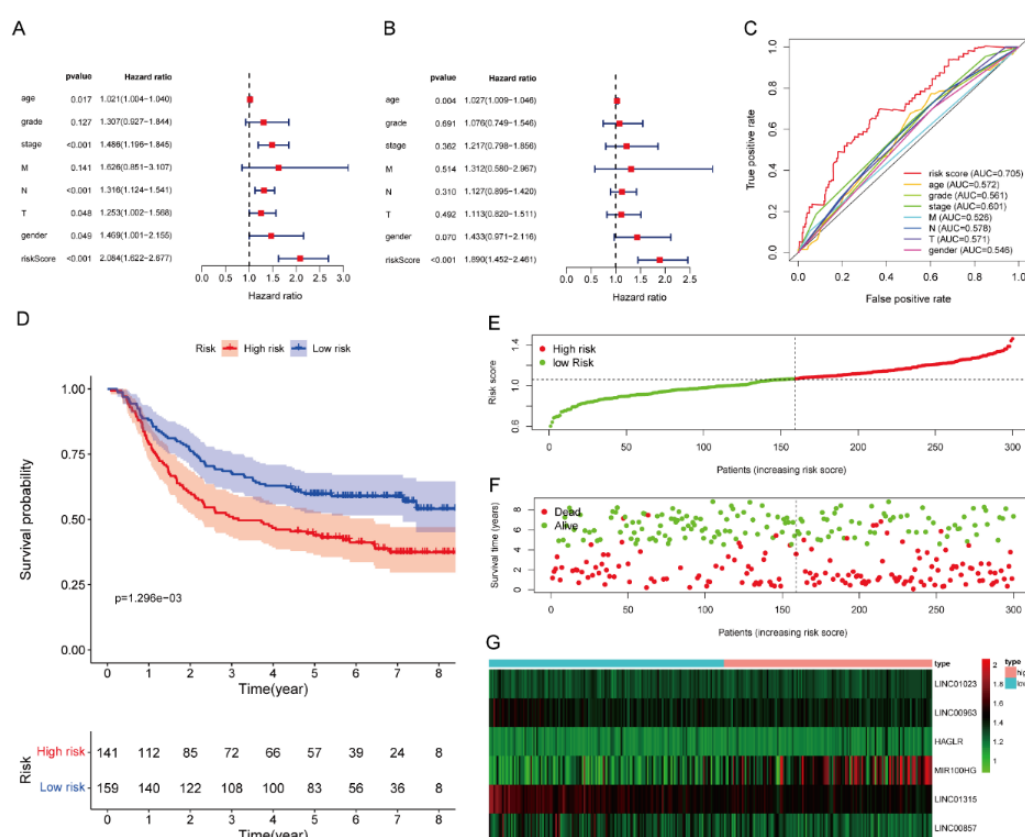 A
pvalue Hazard ratio
age 0.017 1.021(1.004−1.040)
grade 0.127 1.307(0.927−1.844)
stage <0.001 1.486(1.196−1.845)
M 0.141 1.626(0.851−3.107)
N <0.001 1.316(1.124−1.541)
T 0.048 1.253(1.002−1.568)
gender 0.049 1.469(1.001−2.155)
riskScore <0.001 2.084(1.622−2.677)
0.0 0.5 1.0 1.5 2.0 2.5 3.0
Hazard ratio
B
pvalue Hazard ratio
age 0.004 1.027(1.009−1.046)
grade 0.691 1.076(0.749−1.546)
stage 0.362 1.217(0.798−1.856)
M 0.514 1.312(0.580−2.967)
N 0.310 1.127(0.895−1.420)
T 0.492 1.113(0.820−1.511)
gender 0.070 1.433(0.971−2.116)
riskScore <0.001 1.890(1.452−2.461)
0.0 0.5 1.0 1.5 2.0 2.5
Hazard ratio
C
True positive rate
1.0
0.8
0.6
0.4
0.2
0.0
risk score (AUC=0.705)
age (AUC=0.572)
grade (AUC=0.561)
stage (AUC=0.601)
M (AUC=0.526)
N (AUC=0.578)
T (AUC=0.571)
gender (AUC=0.546)
0.0 0.2 0.4 0.6 0.8 1.0
False positive rate
D
Risk High risk Low risk
Survival probability
1.00
0.75
0.50
0.25
0.00
p=1.296e−03
0 1 2 3 4 5 6 7 8
Time(year)
Risk
High risk 141 112 85 72 66 57 39 24 8
Low risk 159 140 122 108 100 83 56 36 8
0 1 2 3 4 5 6 7 8
Time(year)
E
Risk score
1.4
1.0
0.6
High risk
low Risk
0 50 100 150 200 250 300
Patients (increasing risk socre)
F
Survival time (years)
8
6
4
2
0
Dead
Alive
0 50 100 150 200 250 300
Patients (increasing risk socre)
G
type
LINC01023
LINC00963
HAGLR
MIR100HG
LINC01315
LINC00857
2
1.8
1.6
1.4
1.2
1
type